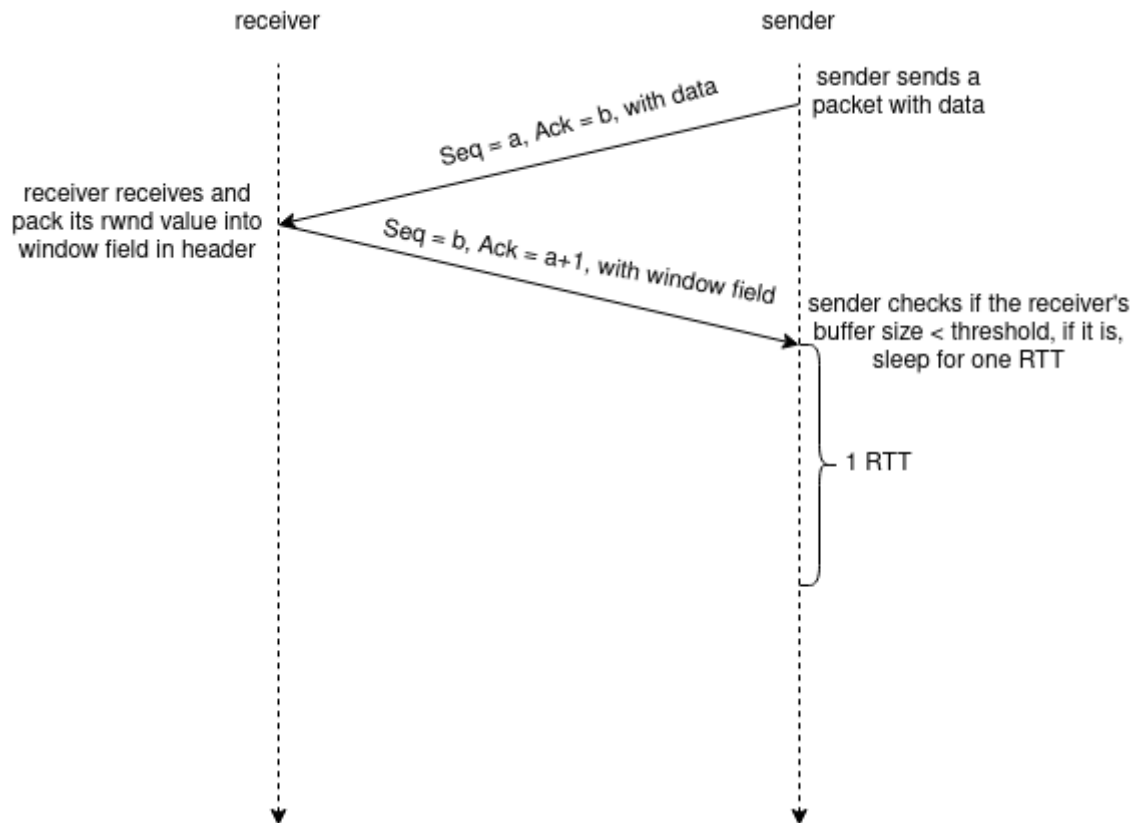 receiver
sender
sender sends a
packet with data
Seq = a, Ack = b, with data
receiver receives and
pack its rwnd value into
window field in header
Seq = b, Ack = a+1, with window field
sender checks if the receiver's
buffer size < threshold, if it is,
sleep for one RTT
1 RTT